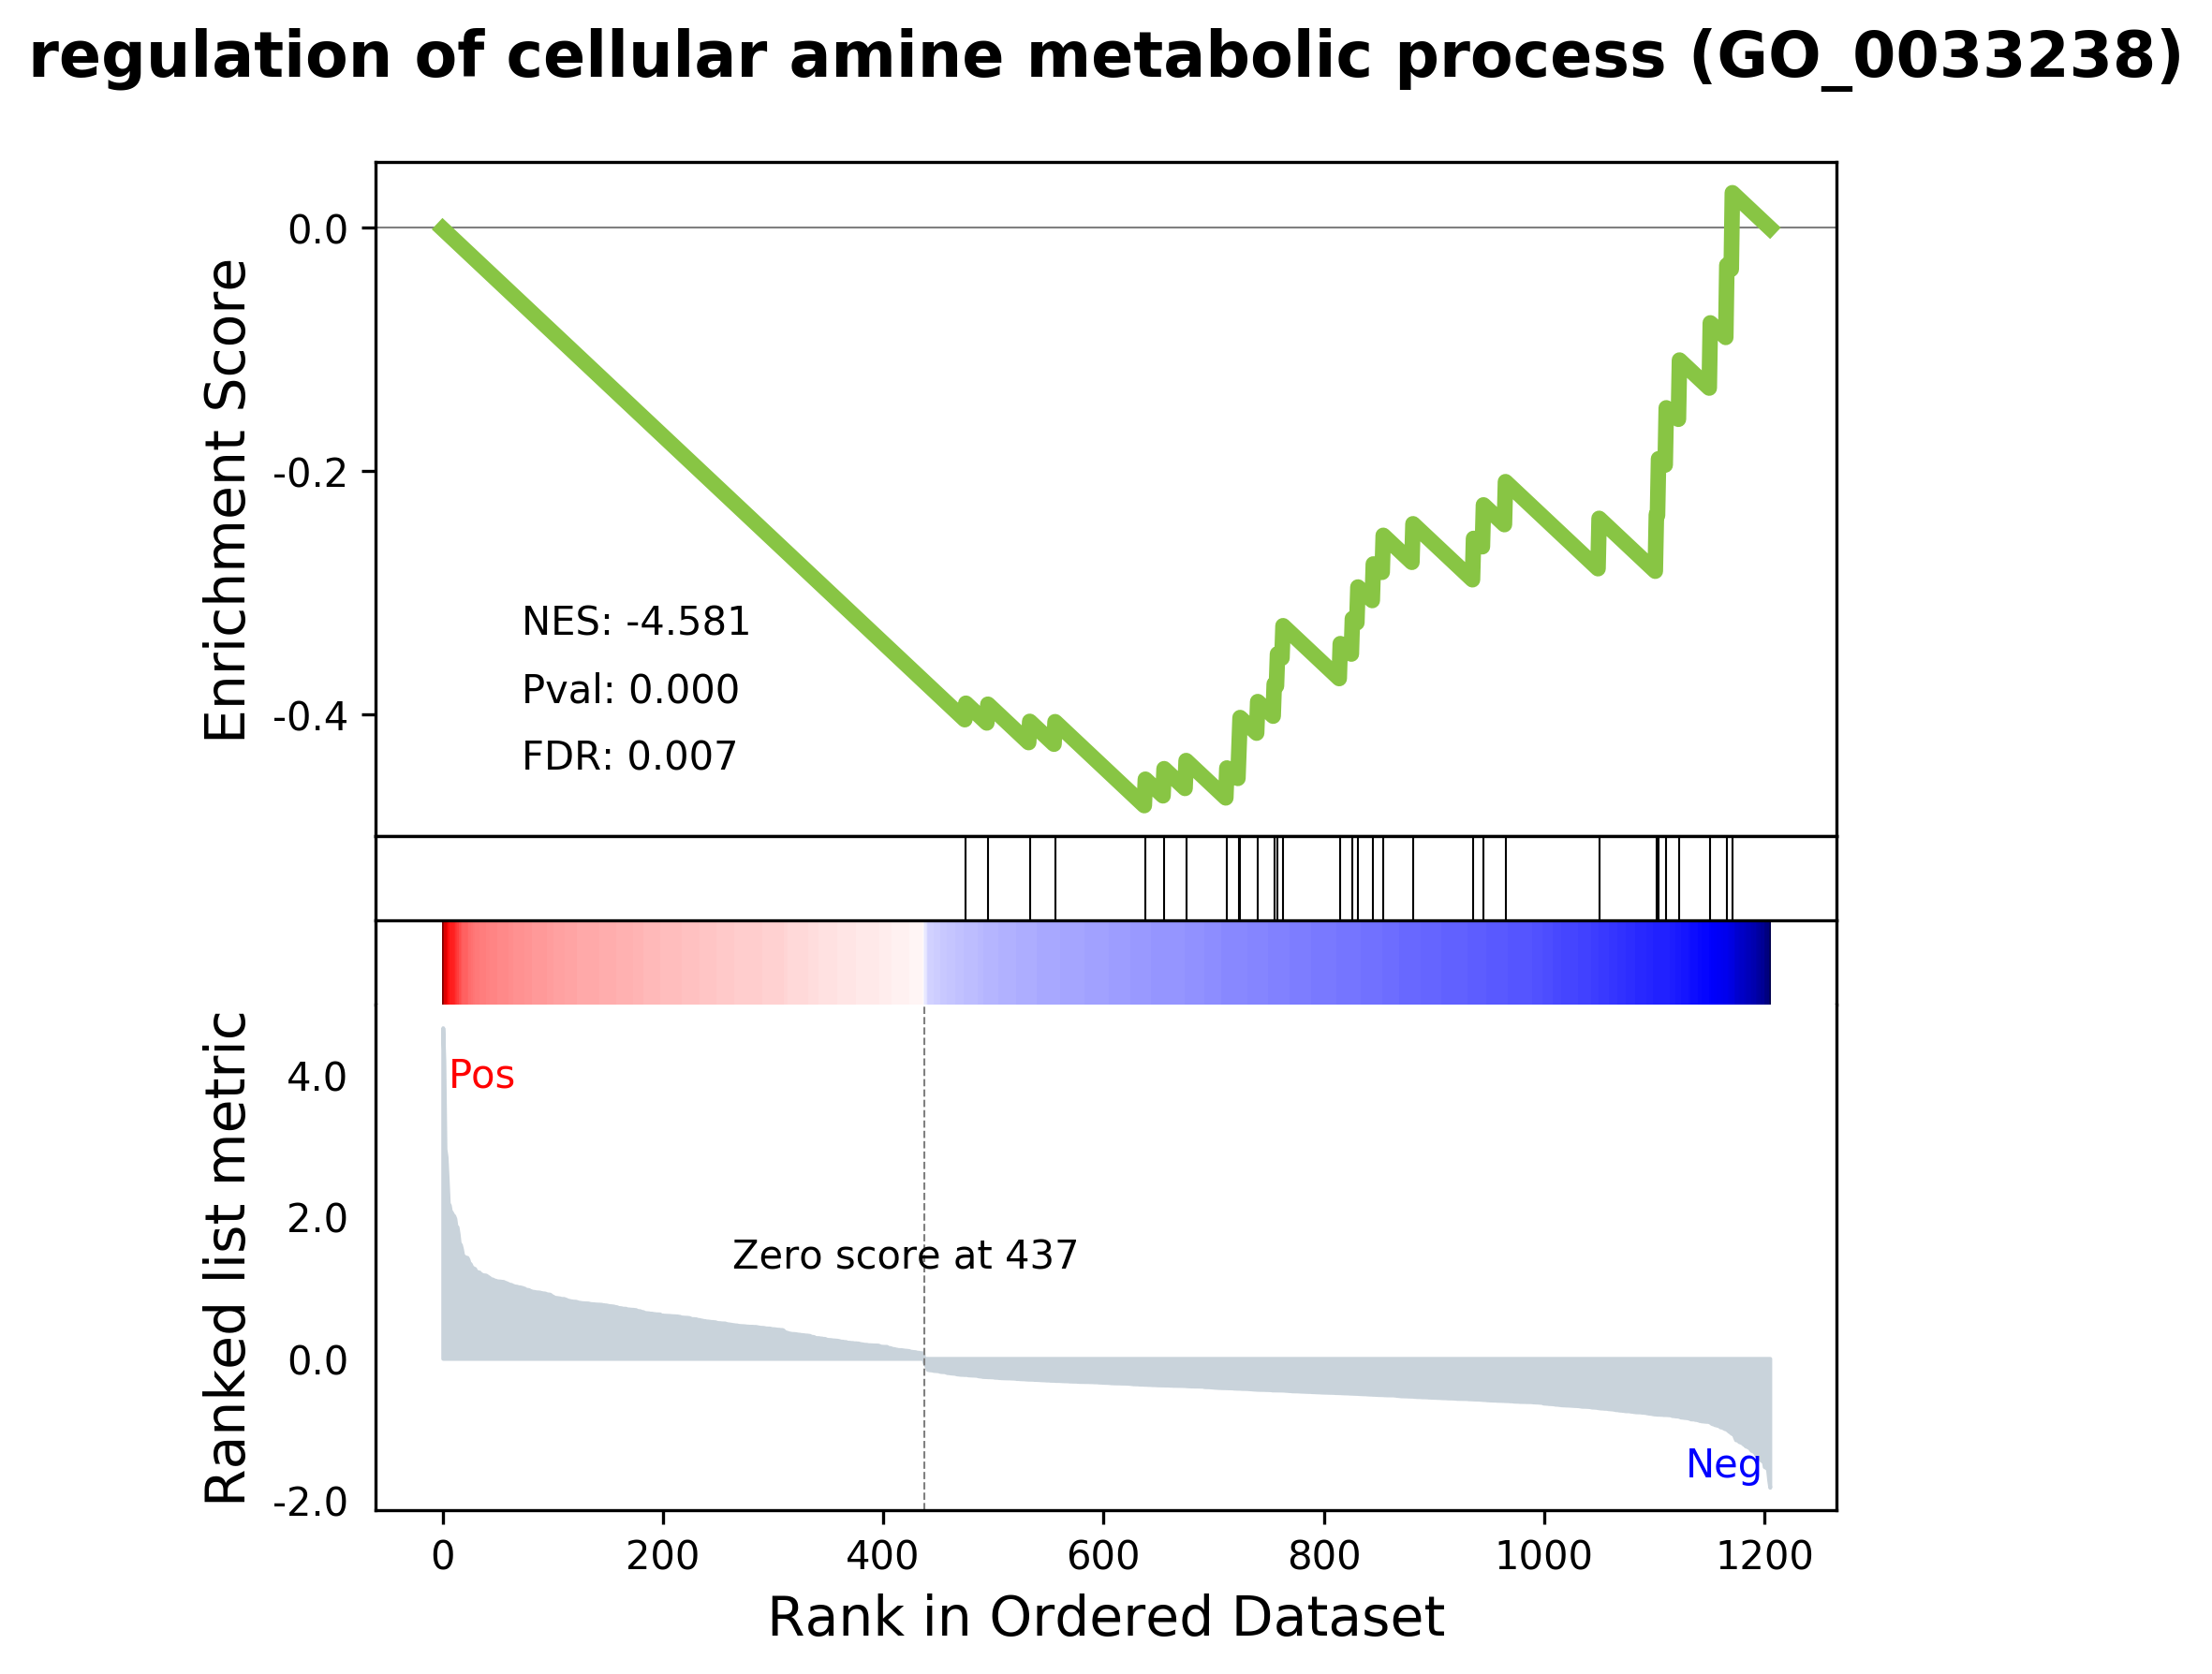 regulation of cellular amine metabolic process (GO_0033238)
Enrichment Score
0.0
-0.2
-0.4
NES: -4.581
Pval: 0.000
FDR: 0.007
Ranked list metric
4.0
2.0
0.0
-2.0
Pos
Zero score at 437
Neg
0 200 400 600 800 1000 1200
Rank in Ordered Dataset